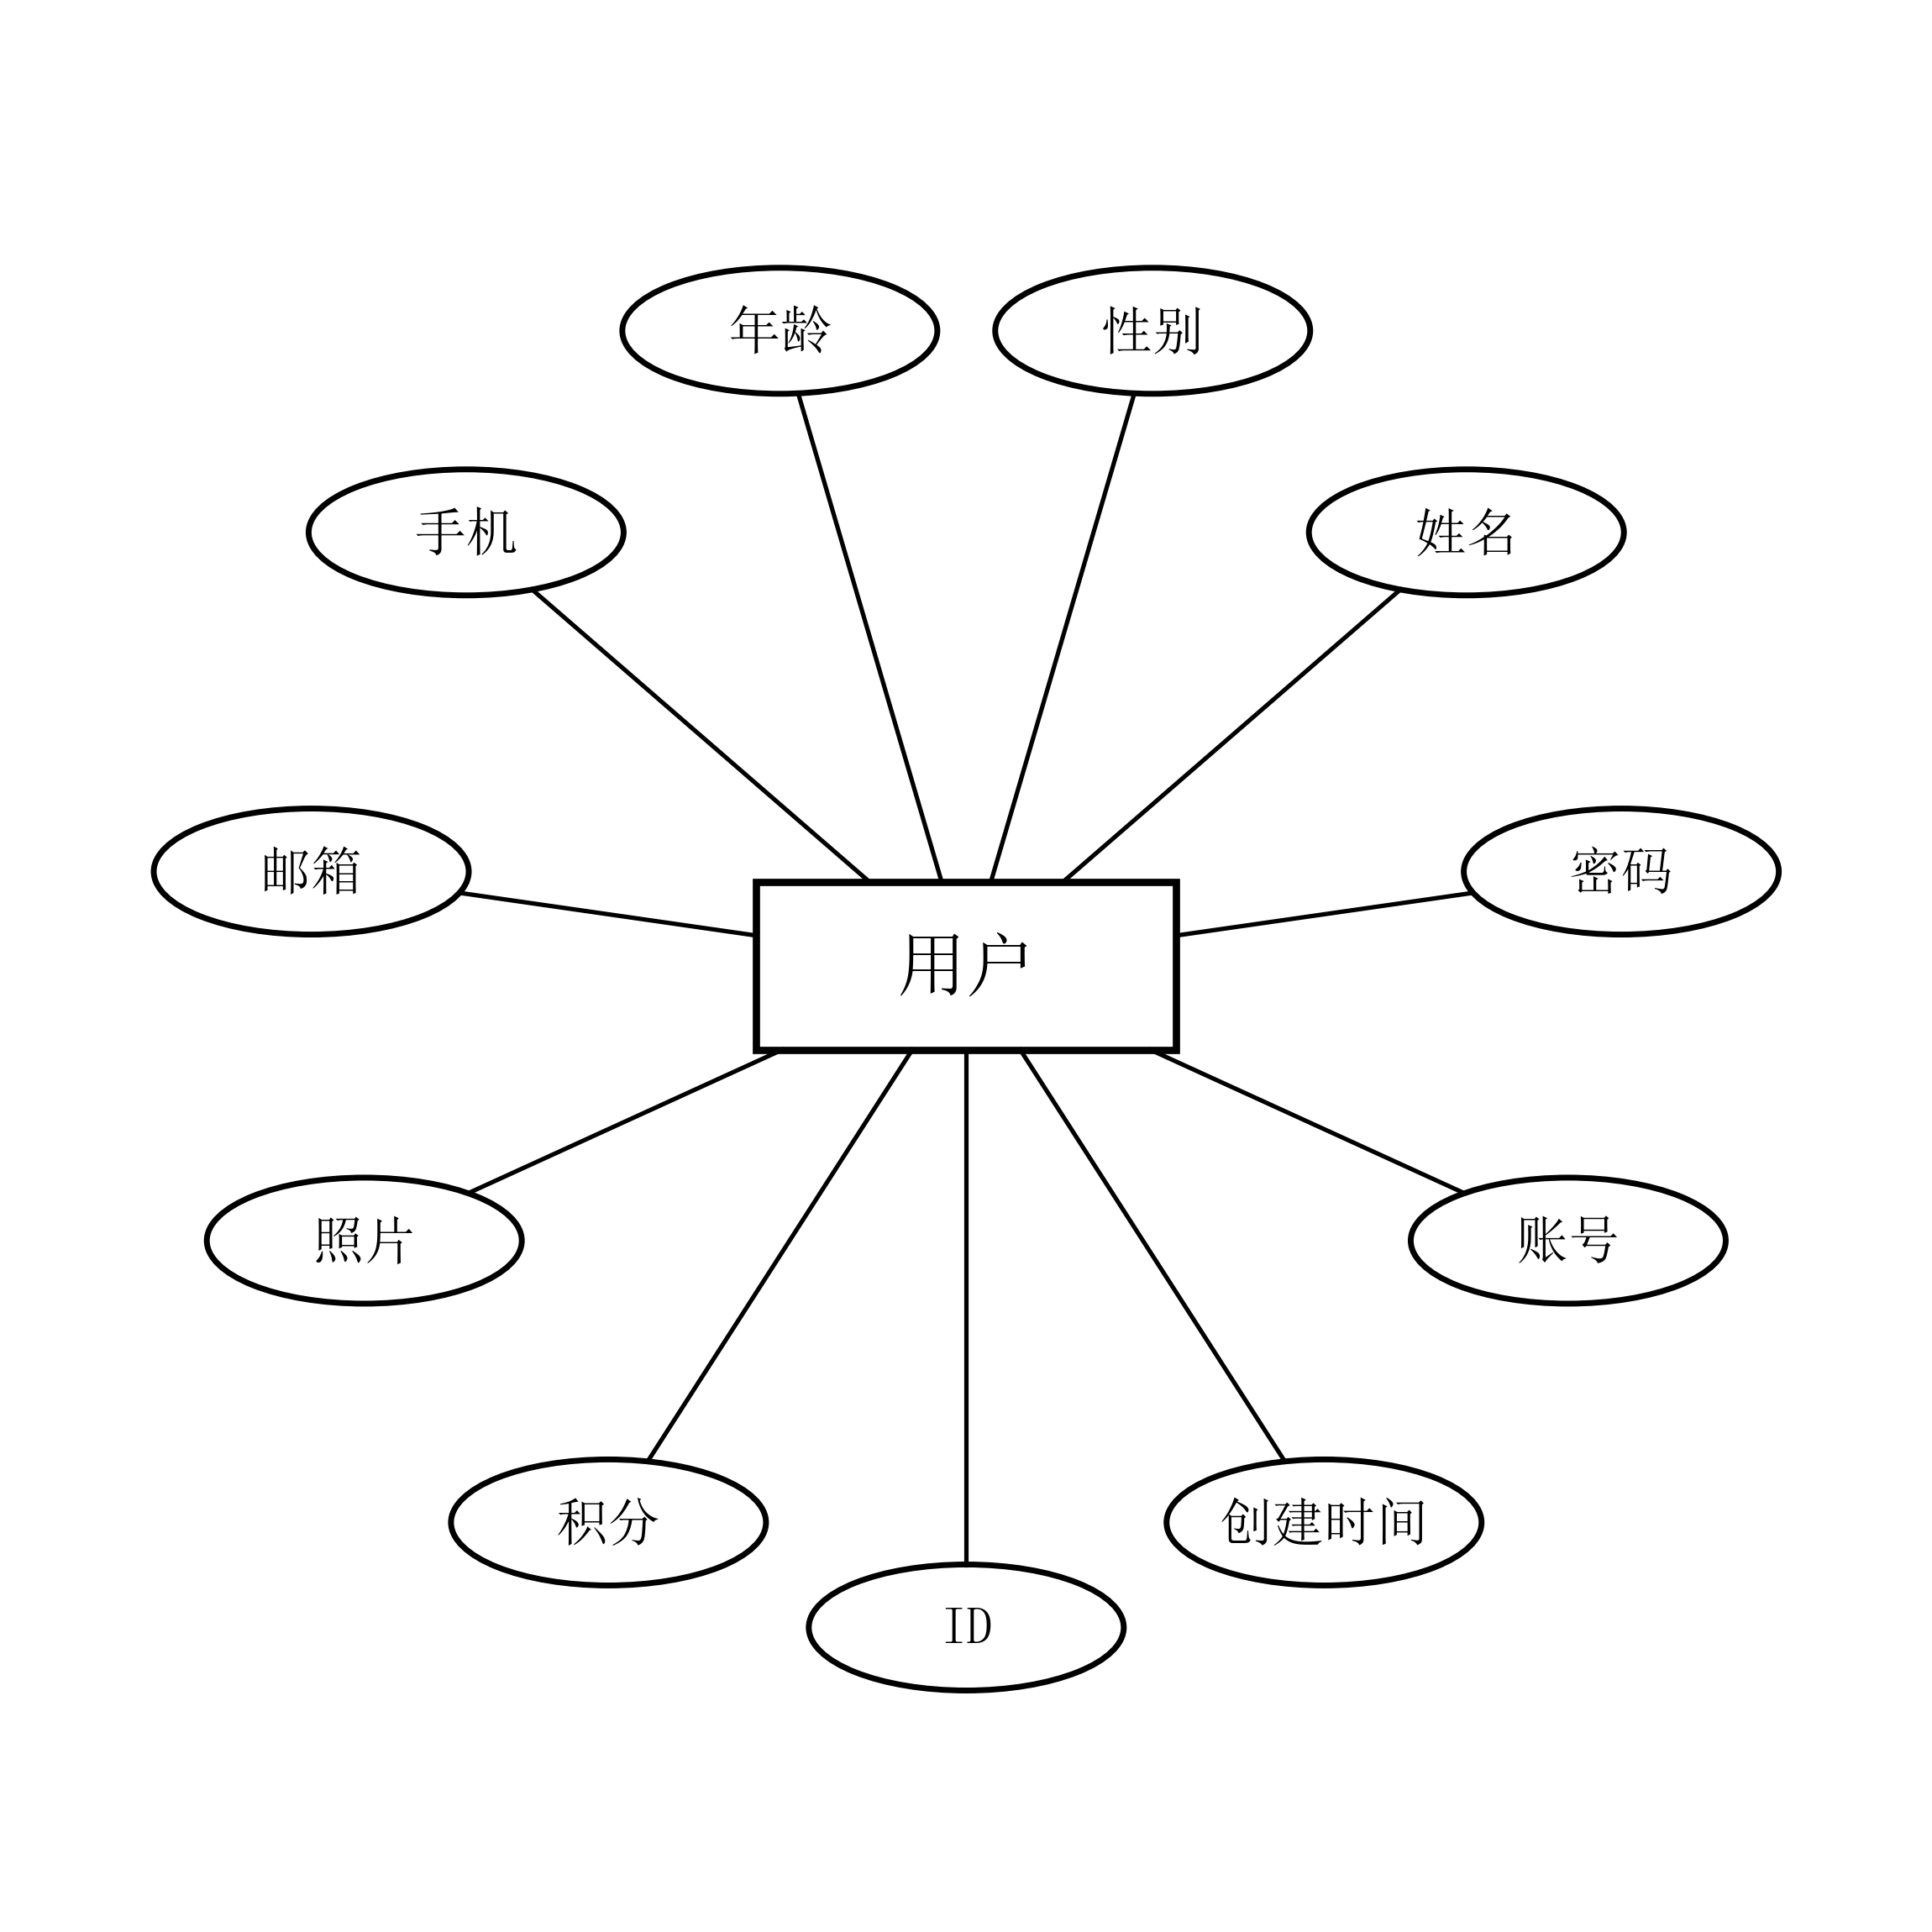 年龄
性别
手机
姓名
邮箱
密码
用户
照片
账号
积分
创建时间
ID